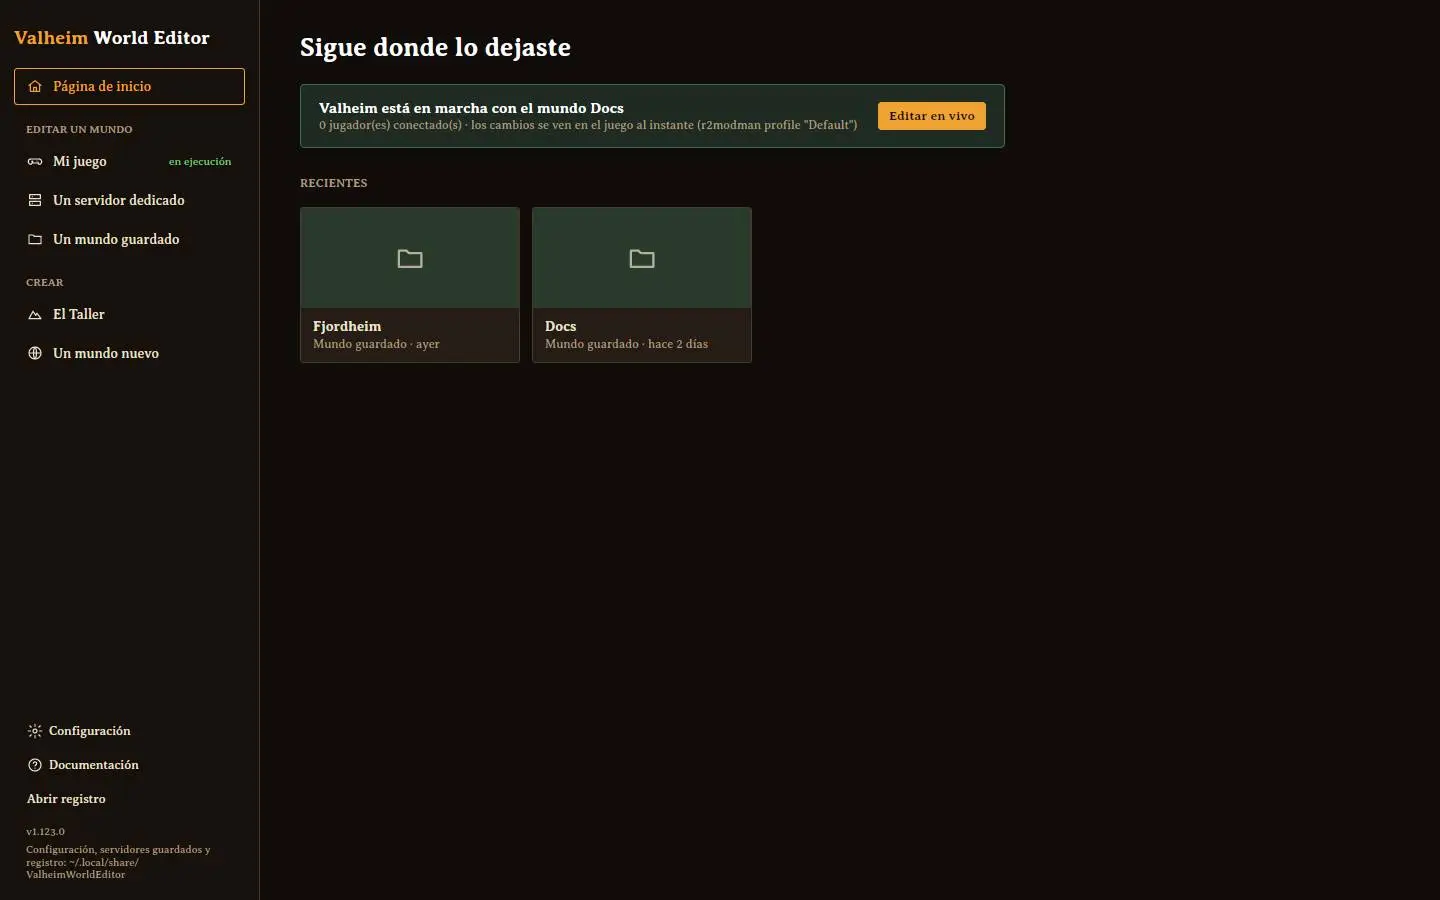 Valheim World Editor
Página de inicio
EDITAR UN MUNDO
Mi juego
en ejecución
Un servidor dedicado
Un mundo guardado
CREAR
El Taller
Un mundo nuevo
Configuración
Documentación
Abrir registro
v1.123.0
Configuración, servidores guardados y
registro: ~/.local/share/
ValheimWorldEditor
Sigue donde lo dejaste
Valheim está en marcha con el mundo Docs
0 jugador(es) conectado(s) · los cambios se ven en el juego al instante (r2modman profile "Default")
Editar en vivo
RECIENTES
Fjordheim
Mundo guardado · ayer
Docs
Mundo guardado · hace 2 días